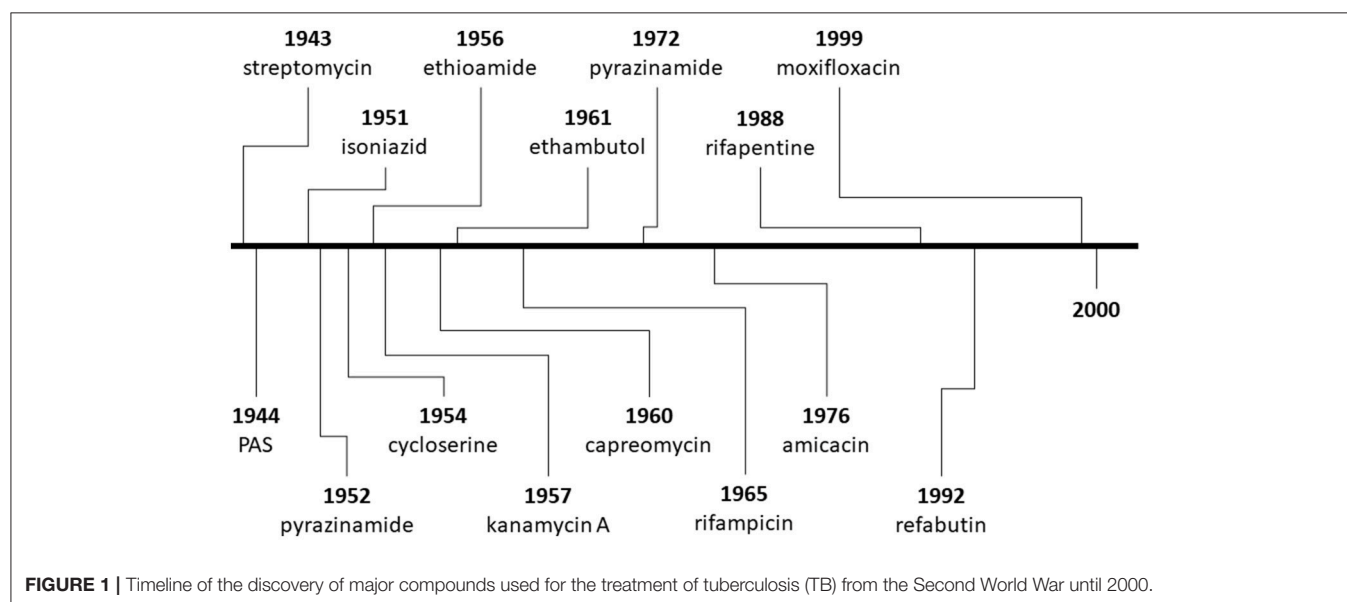 1943
streptomycin
1956
ethioamide
1972
pyrazinamide
1999
moxifloxacin
1951
isoniazid
1961
ethambutol
1988
rifapentine
2000
1944
PAS
1954
cycloserine
1960
capreomycin
1976
amicacin
1952
pyrazinamide
1957
kanamycin A
1965
rifampicin
1992
refabutin
FIGURE 1 | Timeline of the discovery of major compounds used for the treatment of tuberculosis (TB) from the Second World War until 2000.